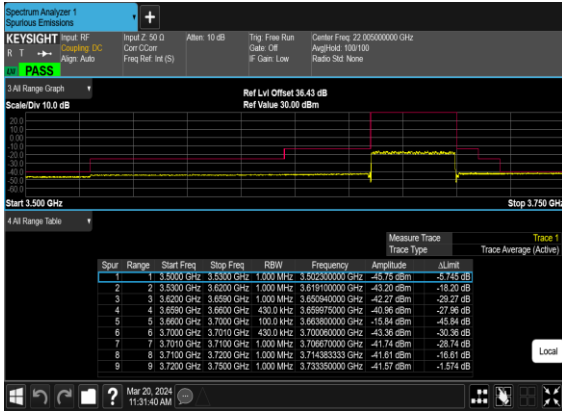 Spectrum Analyzer 1
Spurious Emissions
KEYSIGHT Input: RF Input Z: 50 Ω Atten: 10 dB Trig: Free Run Center Freq: 22.005000000 GHz
R T Coupling: DC Corr CCorr Gate: Off Avg|Hold: 100/100
Align: Auto Freq Ref: Int (S) IF Gain: Low Radio Std: None
PASS
3 All Range Graph
Ref Lvl Offset 36.43 dB
Scale/Div 10.0 dB Ref Value 30.00 dBm
20.0
10.0
0.00
-10.0
-20.0
-30.0
-40.0
-50.0
-60.0
Start 3.500 GHz Stop 3.750 GHz
4 All Range Table
Measure Trace Trace 1
Trace Type Trace Average (Active)
Spur Range Start Freq Stop Freq RBW Frequency Amplitude ΔLimit
1 1 3.5000 GHz 3.5300 GHz 1.000 MHz 3.502300000 GHz -45.75 dBm -5.745 dB
2 2 3.5300 GHz 3.6200 GHz 1.000 MHz 3.619100000 GHz -43.20 dBm -18.20 dB
3 3 3.6200 GHz 3.6590 GHz 1.000 MHz 3.650940000 GHz -42.27 dBm -29.27 dB
4 4 3.6590 GHz 3.6600 GHz 430.0 kHz 3.659975000 GHz -40.96 dBm -27.96 dB
5 5 3.6600 GHz 3.7000 GHz 100.0 kHz 3.663800000 GHz -15.84 dBm -45.84 dB
6 6 3.7000 GHz 3.7010 GHz 430.0 kHz 3.700060000 GHz -43.36 dBm -30.36 dB
7 7 3.7010 GHz 3.7100 GHz 1.000 MHz 3.706670000 GHz -41.74 dBm -28.74 dB
8 8 3.7100 GHz 3.7200 GHz 1.000 MHz 3.714383333 GHz -41.61 dBm -16.61 dB
9 9 3.7200 GHz 3.7500 GHz 1.000 MHz 3.733350000 GHz -41.57 dBm -1.574 dB
Local
? Mar 20, 2024
11:31:40 AM